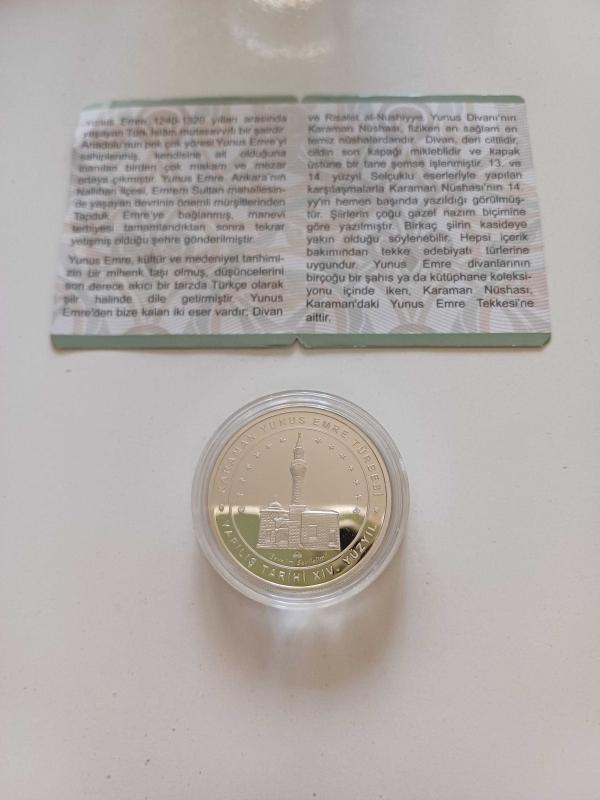 Yunus Emre, 1240-1320 yılları arasında
yaşayan Türk İslam mutasavvıfı bir şairdir.
Anadolu'nun pek çok yöresi Yunus Emre'yi
sahiplenmiş, kendisine ait olduğuna
inanılan birden çok makam ve mezar
ortaya çıkmıştır. Yunus Emre, Ankara'nın
Nallıhan ilçesi, Emrem Sultan mahallesin-
de yaşayan devrinin önemli mürşitlerinden
Tapduk Emre'ye bağlanmış, manevi
terbiyesi tamamlandıktan sonra tekrar
yetişmiş olduğu şehre gönderilmiştir.
Yunus Emre, kültür ve medeniyet tarihimi-
zin bir mihenk taşı olmuş, düşüncelerini
son derece akıcı bir tarzda Türkçe olarak
şiir halinde dile getirmiştir. Yunus
Emre'den bize kalan iki eser vardır; Divan
ve Risalet al-Nushiyye. Yunus Divanı'nın
Karaman Nüshası, fiziken en sağlam en
temiz nüshalardandır. Divan, deri ciltlidir,
cildin son kapağı mikleblidir ve kapak
üstüne bir tane şemse işlenmiştir. 13. ve
14. yüzyıl Selçuklu eserleriyle yapılan
karşılaşmalarla Karaman Nüshası'nın 14.
yy'ın hemen başında yazıldığı görülmüş-
tür. Şiirlerin çoğu gazel nazım biçimine
göre yazılmıştır. Birkaç şiirin kasideye
yakın olduğu söylenebilir. Hepsi içerik
bakımından tekke edebiyatı türlerine
uygundur. Yunus Emre divanlarının
birçoğu bir şahıs ya da kütüphane koleksi-
yonu içinde iken, Karaman Nüshası,
Karaman'daki Yunus Emre Tekkesi'ne
aittir.
KARAMAN YUNUS EMRE TÜRBESİ
YAPILIŞ TARİHİ XIV. YÜZYIL